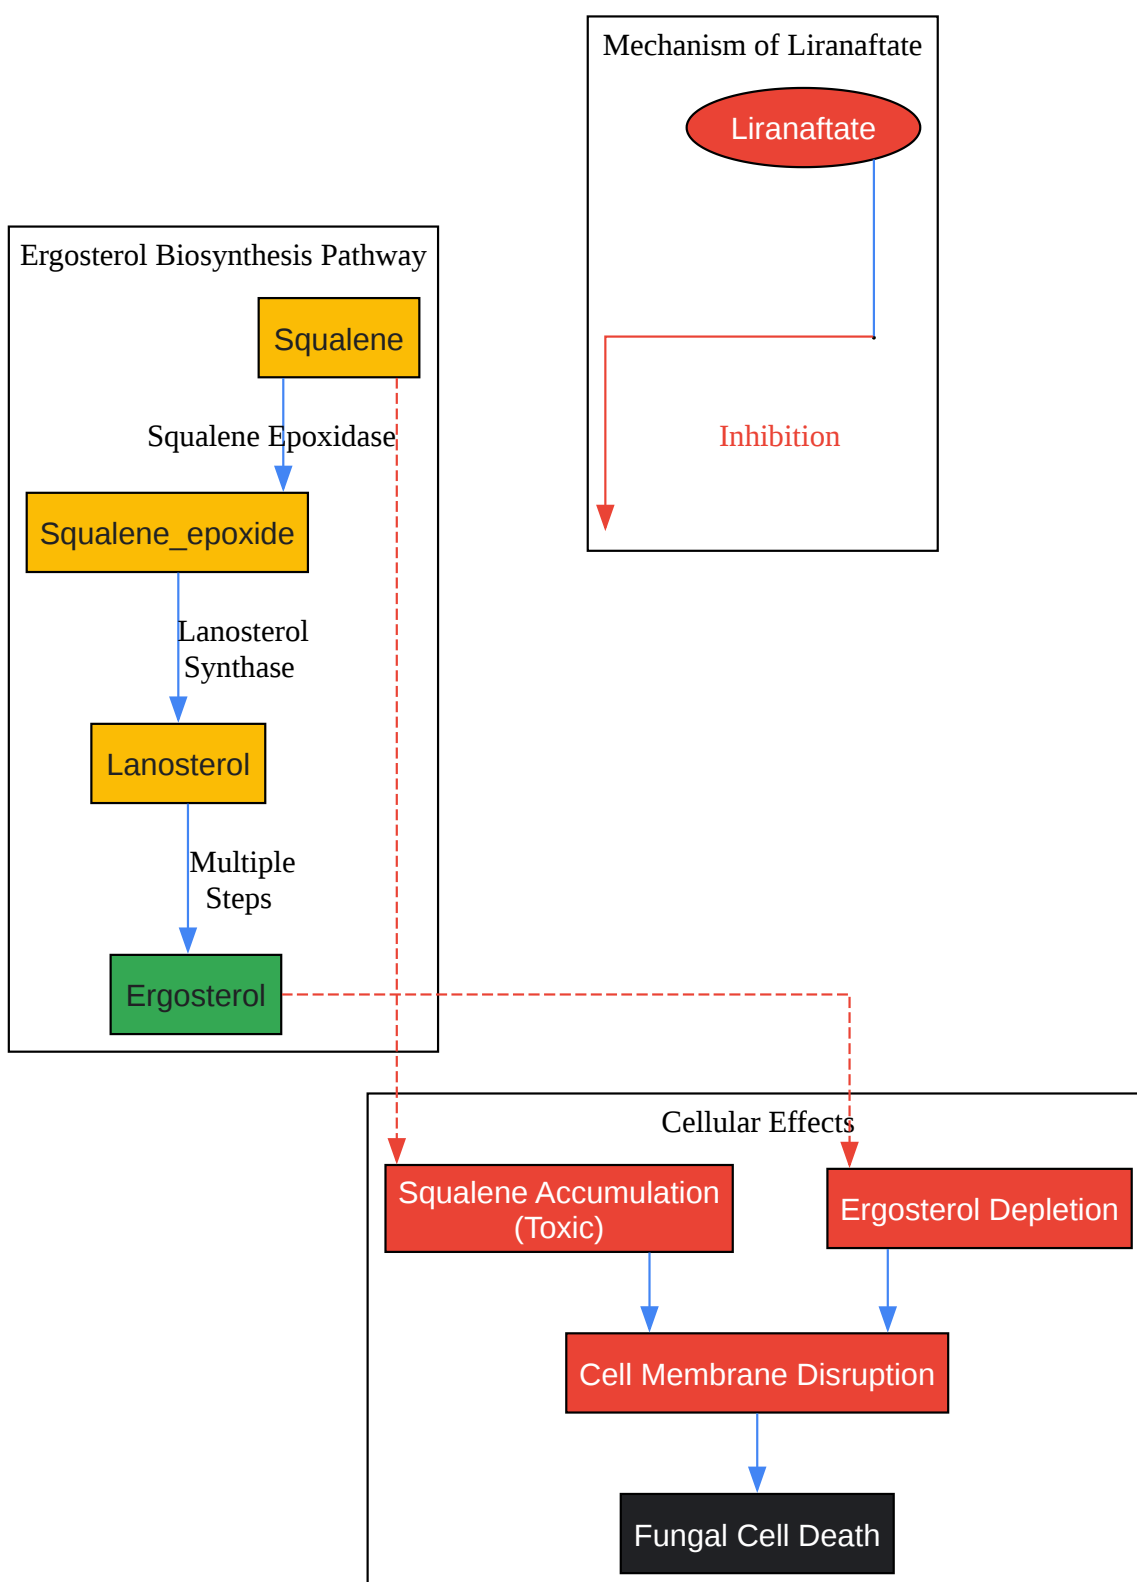 Mechanism of Liranaftate
Liranaftate
Inhibition
Ergosterol Biosynthesis Pathway
Squalene
Squalene Epoxidase
Squalene_epoxide
Lanosterol
Synthase
Lanosterol
Multiple
Steps
Ergosterol
Cellular Effects
Squalene Accumulation
(Toxic)
Ergosterol Depletion
Cell Membrane Disruption
Fungal Cell Death